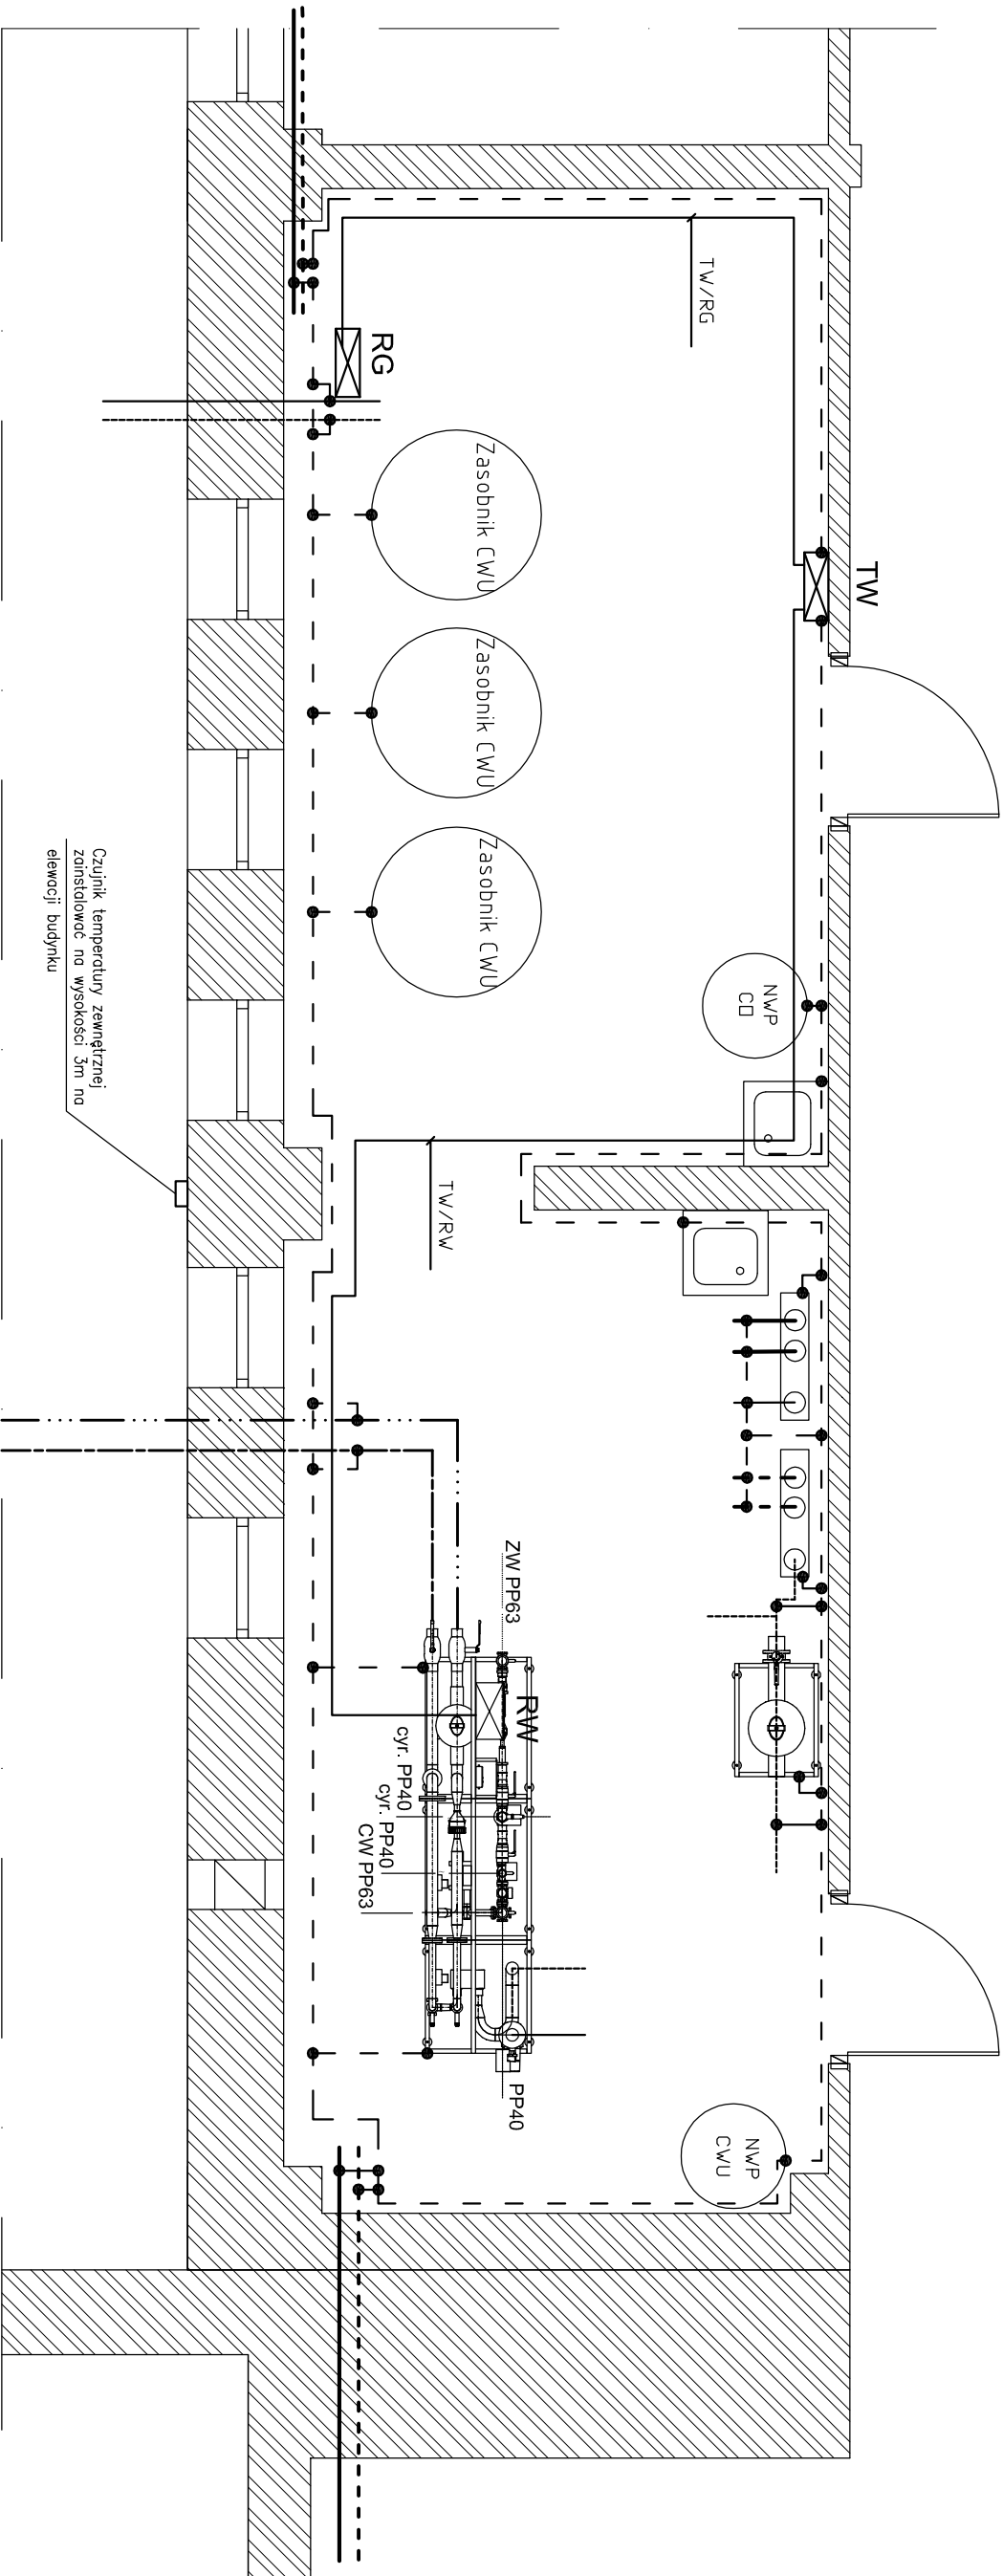 TW/RG
RG
TW
Zasobnik CWU
Zasobnik CWU
Zasobnik CWU
NWP
CO
Czujnik temperatury zewnętrznej
zainstalować na wysokości 3m na
elewacji budynku
TW/RW
ZW PP63
RW
cyr. PP40
cyr. PP40
CW PP63
PP40
NWP
CWU